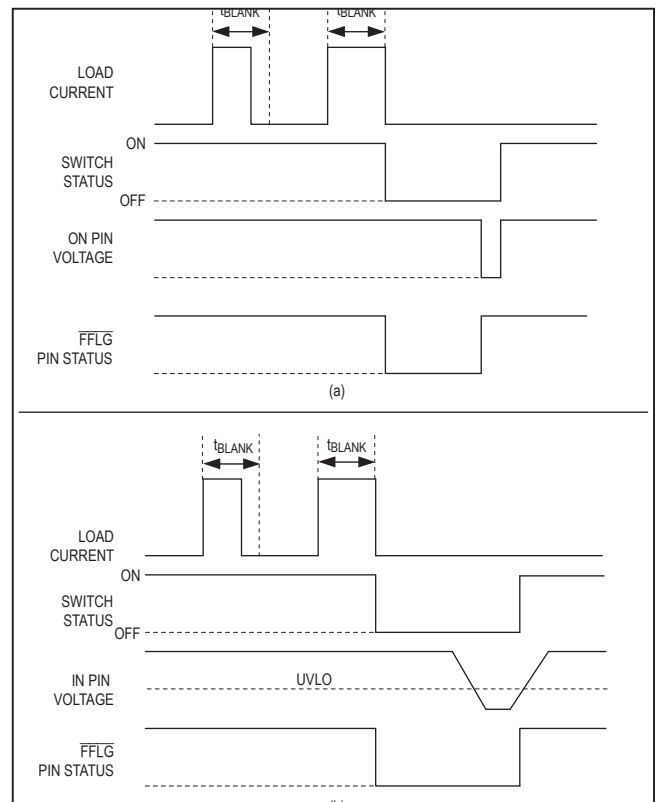 tBLANK tBLANK
LOAD
CURRENT
ON
SWITCH
STATUS
OFF
ON PIN
VOLTAGE
FFLG
PIN STATUS
(a)
tBLANK tBLANK
LOAD
CURRENT
ON
SWITCH
STATUS
OFF
IN PIN
VOLTAGE
UVLO
FFLG
PIN STATUS